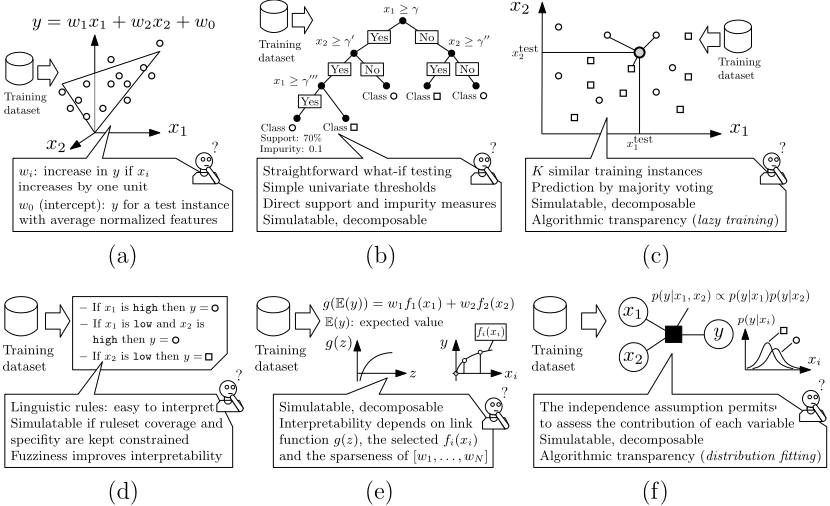 y = w₁x₁ + w₂x₂ + w₀
Training
dataset
x₂
x₁
?
wᵢ: increase in y if xᵢ
increases by one unit
w₀ (intercept): y for a test instance
with average normalized features
(a)
Training
dataset
x₁ ≥ γ
Yes
No
x₂ ≥ γ′
x₂ ≥ γ″
Yes
No
Yes
No
x₁ ≥ γ‴
Yes
Class
Class
Class
Class
Class
Support: 70%
Impurity: 0.1
?
Straightforward what-if testing
Simple univariate thresholds
Direct support and impurity measures
Simulatable, decomposable
(b)
x₂
x₂ᵗᵉˢᵗ
x₁ᵗᵉˢᵗ
x₁
Training
dataset
?
K similar training instances
Prediction by majority voting
Simulatable, decomposable
Algorithmic transparency (lazy training)
(c)
Training
dataset
– If x₁ is high then y =
– If x₁ is low and x₂ is
high then y =
– If x₂ is low then y =
?
Linguistic rules: easy to interpret
Simulatable if ruleset coverage and
specifity are kept constrained
Fuzziness improves interpretability
(d)
Training
dataset
g(𝔼(y)) = w₁f₁(x₁) + w₂f₂(x₂)
𝔼(y): expected value
g(z)
z
y
fᵢ(xᵢ)
xᵢ
?
Simulatable, decomposable
Interpretability depends on link
function g(z), the selected fᵢ(xᵢ)
and the sparseness of [w₁, . . . , w_N]
(e)
Training
dataset
p(y|x₁, x₂) ∝ p(y|x₁)p(y|x₂)
x₁
x₂
y
p(y|xᵢ)
xᵢ
?
The independence assumption permits
to assess the contribution of each variable
Simulatable, decomposable
Algorithmic transparency (distribution fitting)
(f)